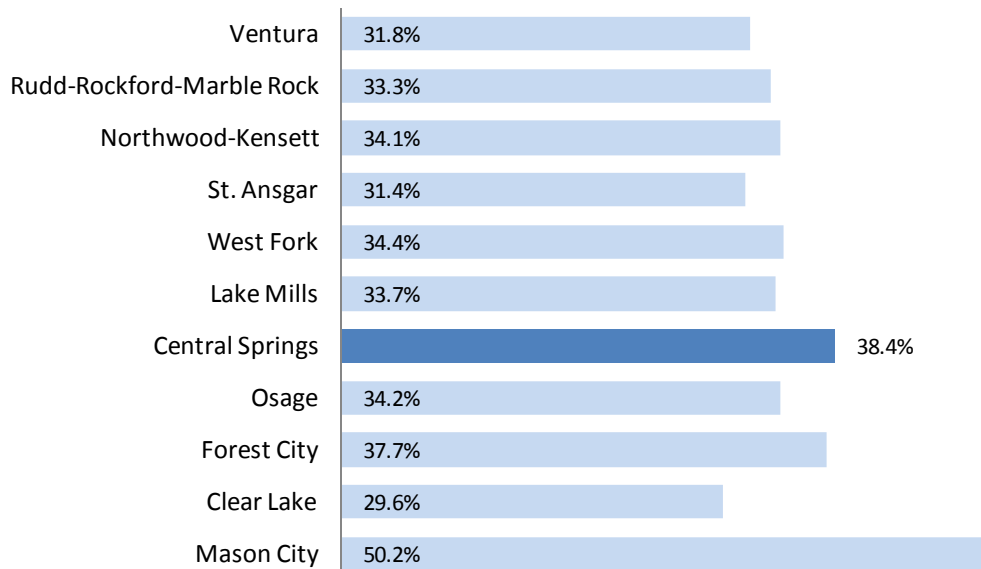 Ventura 31.8%
Rudd-Rockford-Marble Rock 33.3%
Northwood-Kensett 34.1%
St. Ansgar 31.4%
West Fork 34.4%
Lake Mills 33.7%
Central Springs 38.4%
Osage 34.2%
Forest City 37.7%
Clear Lake 29.6%
Mason City 50.2%